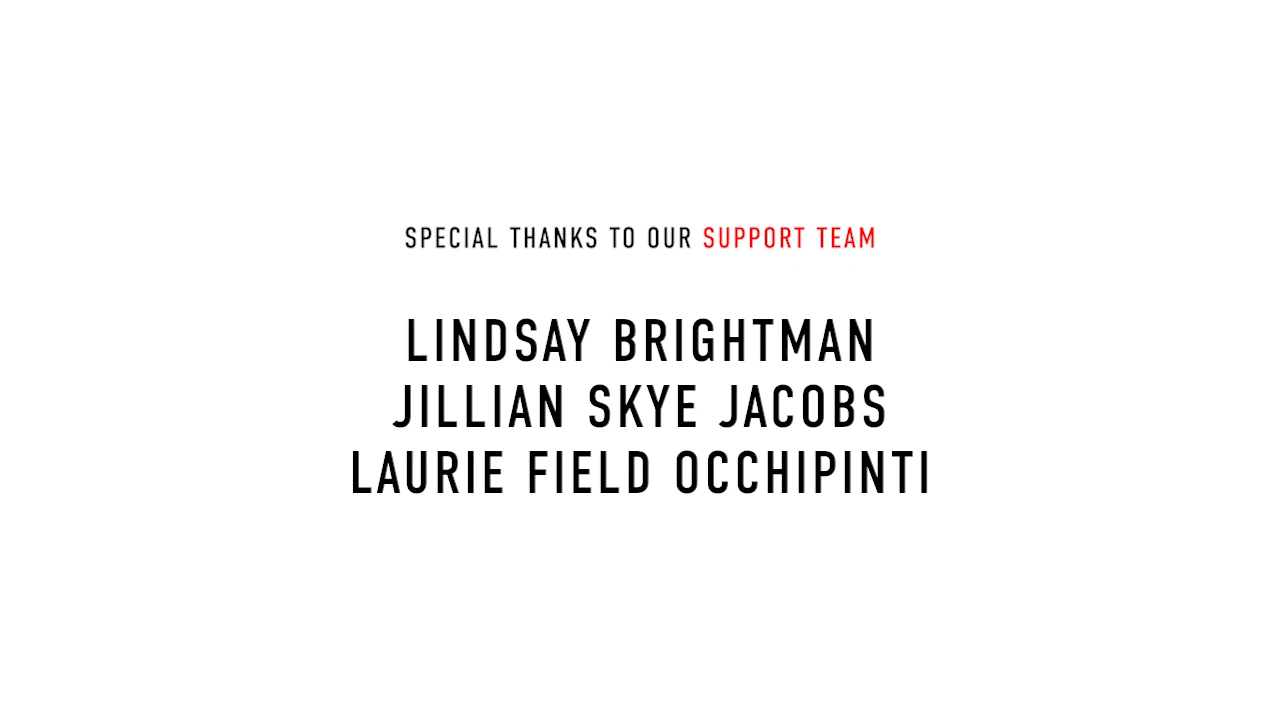 SPECIAL THANKS TO OUR SUPPORT TEAM
LINDSAY BRIGHTMAN
JILLIAN SKYE JACOBS
LAURIE FIELD OCCHIPINTI